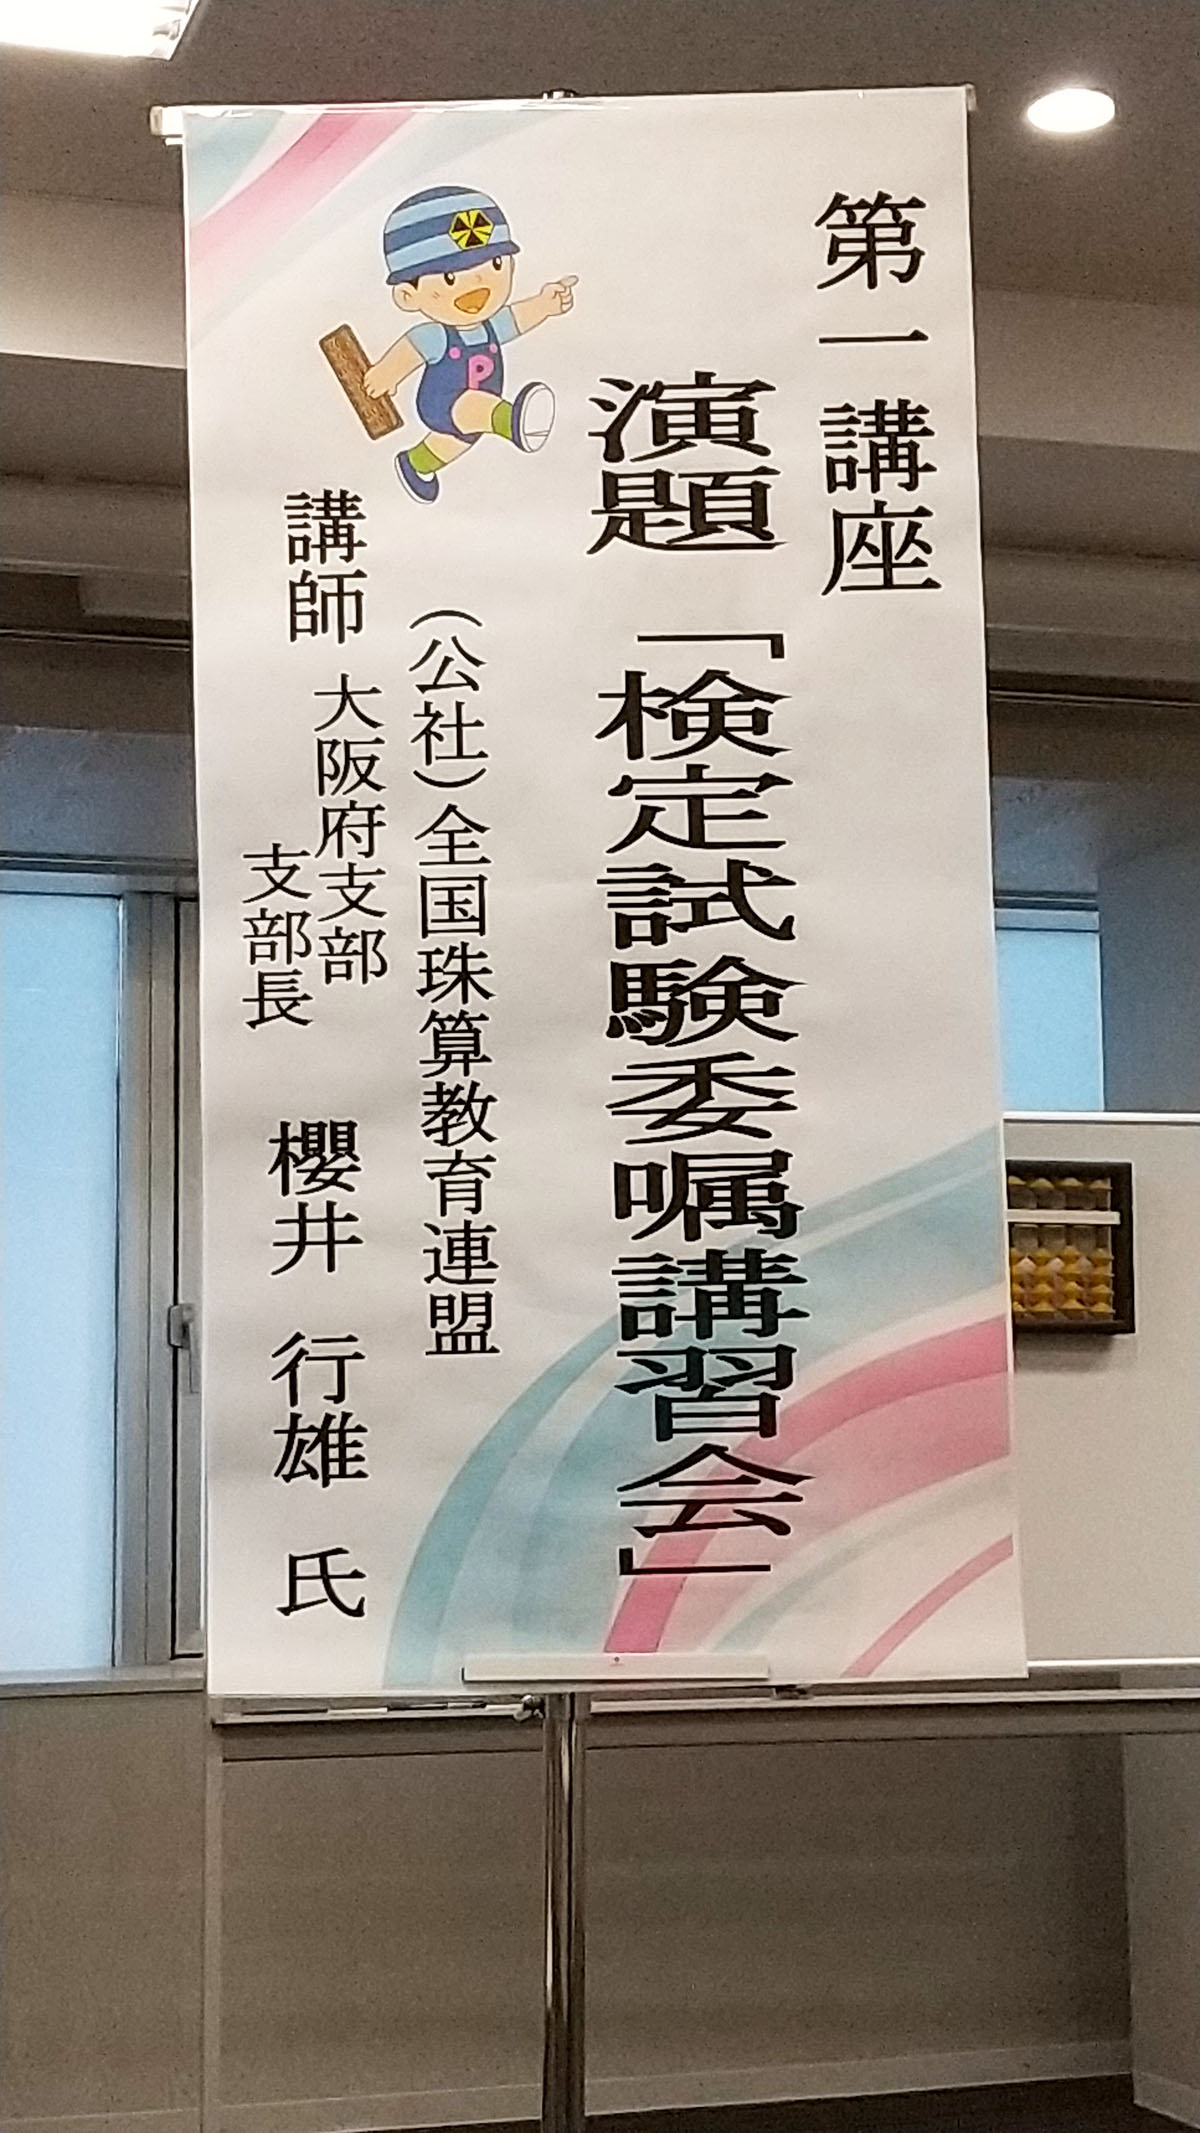 第一講座
演題「検定試験委嘱講習会」
（公社）全国珠算教育連盟
講師 大阪府支部
支部長
櫻井 行雄 氏
P